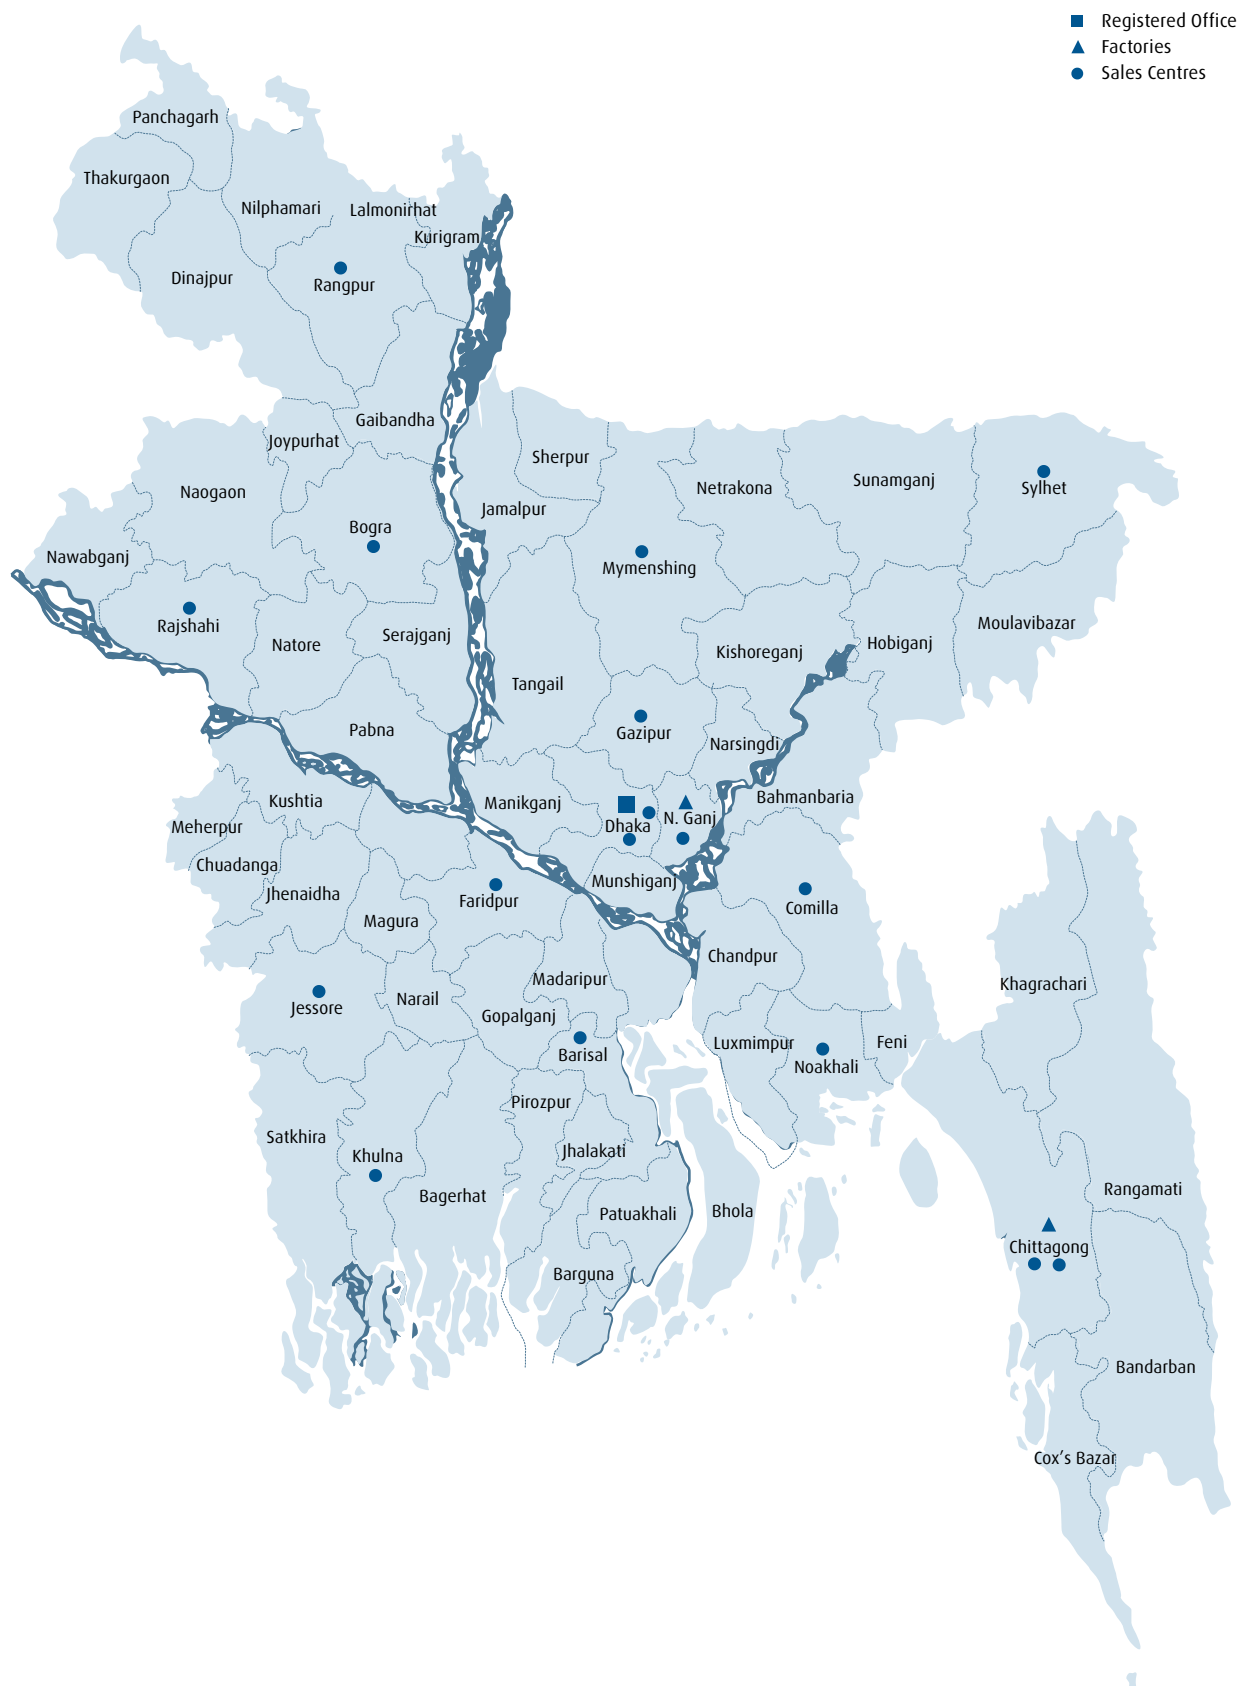 Registered Office
Factories
Sales Centres
Panchagarh
Thakurgaon
Nilphamari
Lalmonirhat
Kurigram
Dinajpur
Rangpur
Gaibandha
Joypurhat
Sherpur
Netrakona
Sunamganj
Sylhet
Naogaon
Jamalpur
Bogra
Nawabganj
Mymenshing
Rajshahi
Natore
Serajganj
Kishoreganj
Hobiganj
Moulavibazar
Tangail
Pabna
Gazipur
Narsingdi
Kushtia
Manikganj
Bahmanbaria
Meherpur
Dhaka
N. Ganj
Chuadanga
Jhenaidha
Munshiganj
Faridpur
Magura
Comilla
Chandpur
Madaripur
Khagrachari
Jessore
Narail
Gopalganj
Luxmimpur
Feni
Barisal
Noakhali
Pirozpur
Satkhira
Jhalakati
Khulna
Rangamati
Bagerhat
Patuakhali
Bhola
Chittagong
Barguna
Bandarban
Cox's Bazar